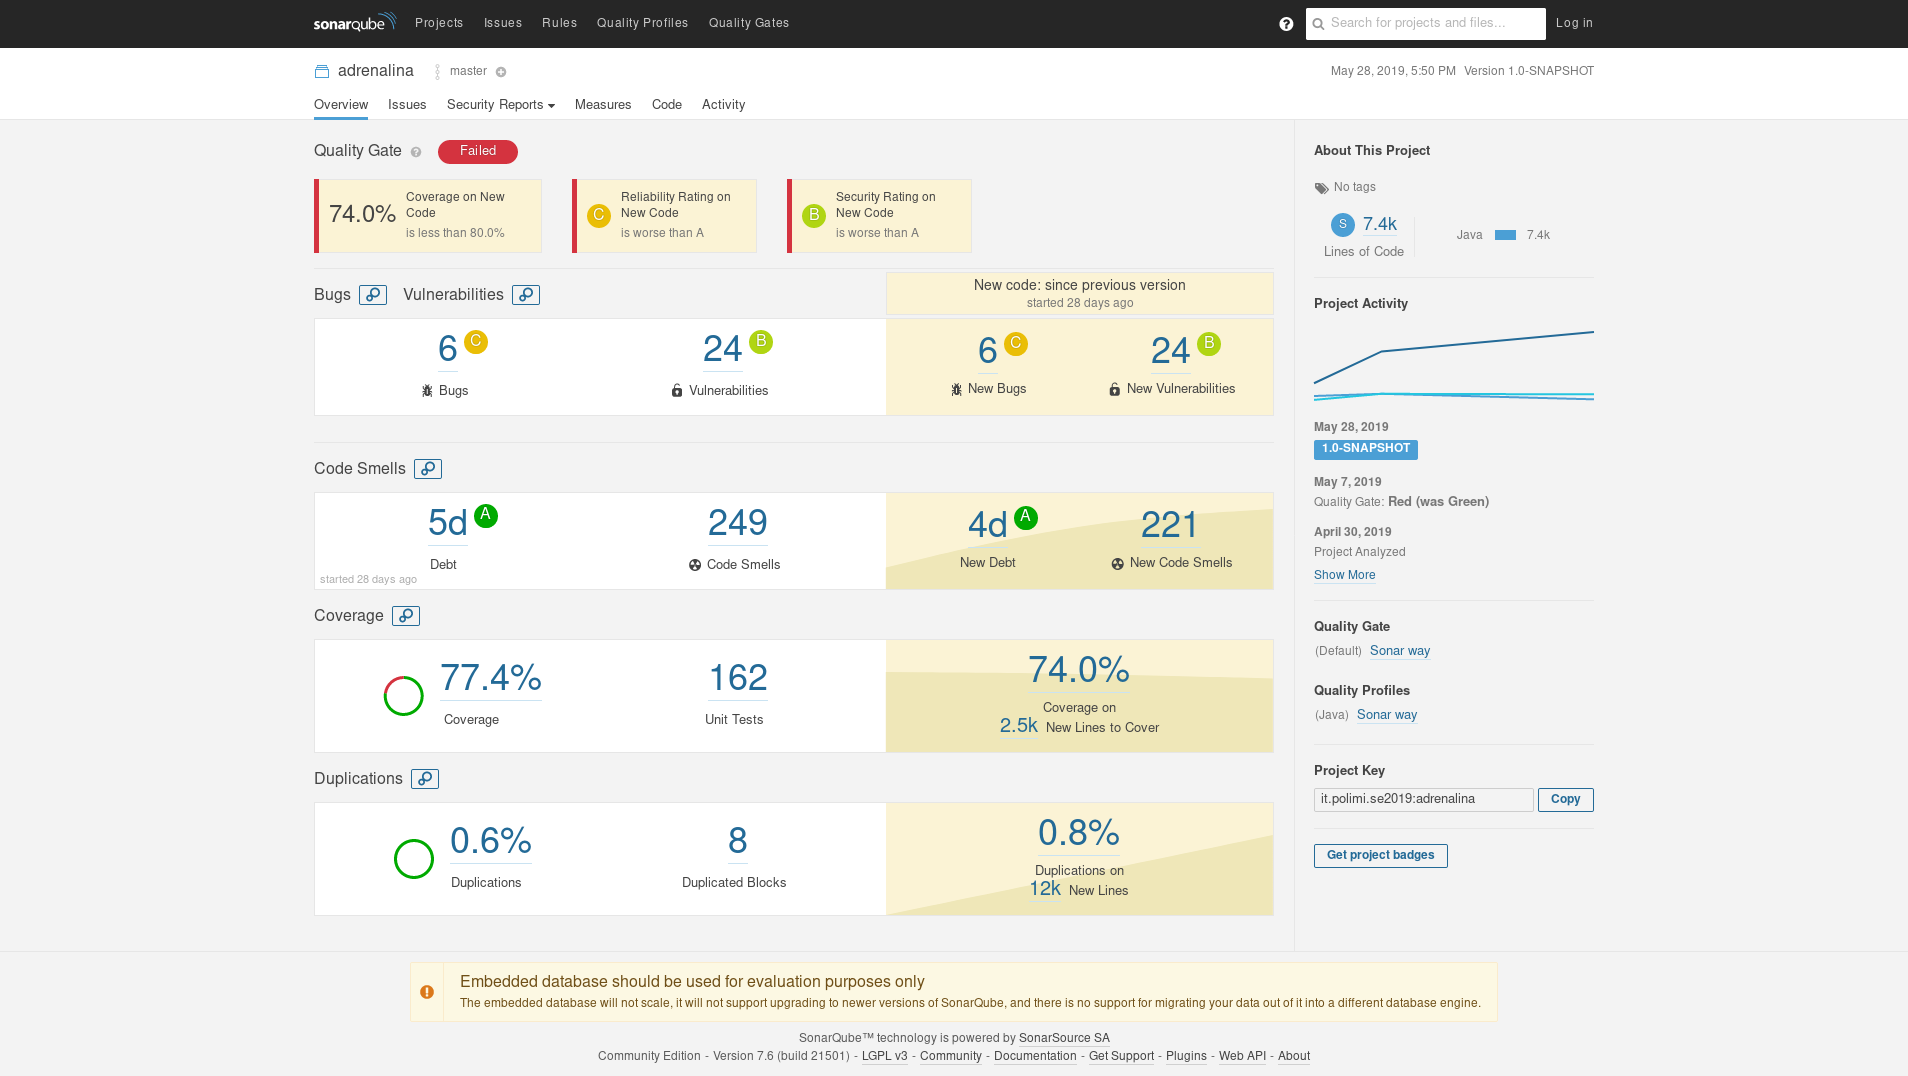 sonarqube Projects Issues Rules Quality Profiles Quality Gates ? Search for projects and files... Log in
adrenalina master May 28, 2019, 5:50 PM Version 1.0-SNAPSHOT
Overview Issues Security Reports Measures Code Activity
Quality Gate ? Failed
74.0% Coverage on New Code
is less than 80.0%
C Reliability Rating on New Code
is worse than A
B Security Rating on New Code
is worse than A
Bugs Vulnerabilities
New code: since previous version
started 28 days ago
6 C 24 B 6 C 24 B
Bugs Vulnerabilities New Bugs New Vulnerabilities
Code Smells
5d A 249 4d A 221
Debt Code Smells New Debt New Code Smells
started 28 days ago
Coverage
77.4% 162 74.0%
Coverage Unit Tests Coverage on
2.5k New Lines to Cover
Duplications
0.6% 8 0.8%
Duplications Duplicated Blocks Duplications on
12k New Lines
About This Project
No tags
S 7.4k Java 7.4k
Lines of Code
Project Activity
May 28, 2019
1.0-SNAPSHOT
May 7, 2019
Quality Gate: Red (was Green)
April 30, 2019
Project Analyzed
Show More
Quality Gate
(Default) Sonar way
Quality Profiles
(Java) Sonar way
Project Key
it.polimi.se2019:adrenalina Copy
Get project badges
Embedded database should be used for evaluation purposes only
The embedded database will not scale, it will not support upgrading to newer versions of SonarQube, and there is no support for migrating your data out of it into a different database engine.
SonarQube™ technology is powered by SonarSource SA
Community Edition - Version 7.6 (build 21501) - LGPL v3 - Community - Documentation - Get Support - Plugins - Web API - About